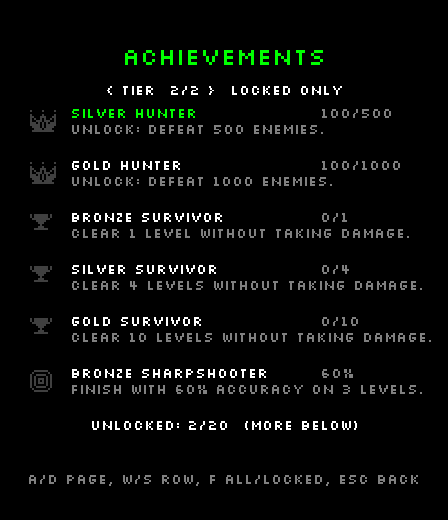 ACHIEVEMENTS
< TIER 2/2 > LOCKED ONLY
SILVER HUNTER 100/500
UNLOCK: DEFEAT 500 ENEMIES.
GOLD HUNTER 100/1000
UNLOCK: DEFEAT 1000 ENEMIES.
BRONZE SURVIVOR 0/1
CLEAR 1 LEVEL WITHOUT TAKING DAMAGE.
SILVER SURVIVOR 0/4
CLEAR 4 LEVELS WITHOUT TAKING DAMAGE.
GOLD SURVIVOR 0/10
CLEAR 10 LEVELS WITHOUT TAKING DAMAGE.
BRONZE SHARPSHOOTER 60%
FINISH WITH 60% ACCURACY ON 3 LEVELS.
UNLOCKED: 2/20 (MORE BELOW)
A/D PAGE, W/S ROW, F ALL/LOCKED, ESC BACK